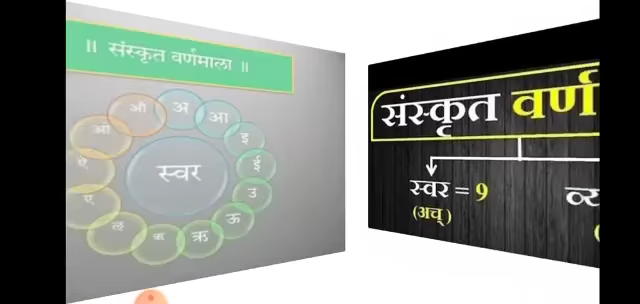 ॥ संस्कृत वर्णमाला ॥
अ
आ
इ
ई
उ
ऊ
ऋ
ॠ
ऌ
ए
ऐ
ओ
औ
स्वर
संस्कृत वर्ण
स्वर = 9
(अच्)